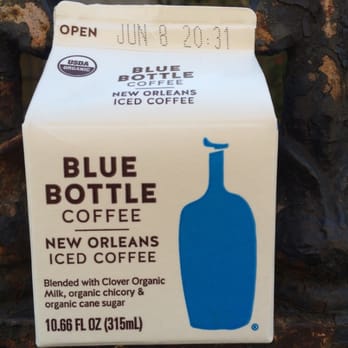 OPEN JUN 8 20:31
USDA
ORGANIC
BLUE
BOTTLE
COFFEE
NEW ORLEANS
ICED COFFEE
BLUE
BOTTLE
COFFEE
NEW ORLEANS
ICED COFFEE
Blended with Clover Organic
Milk, organic chicory &
organic cane sugar
10.66 FL OZ (315mL)
®